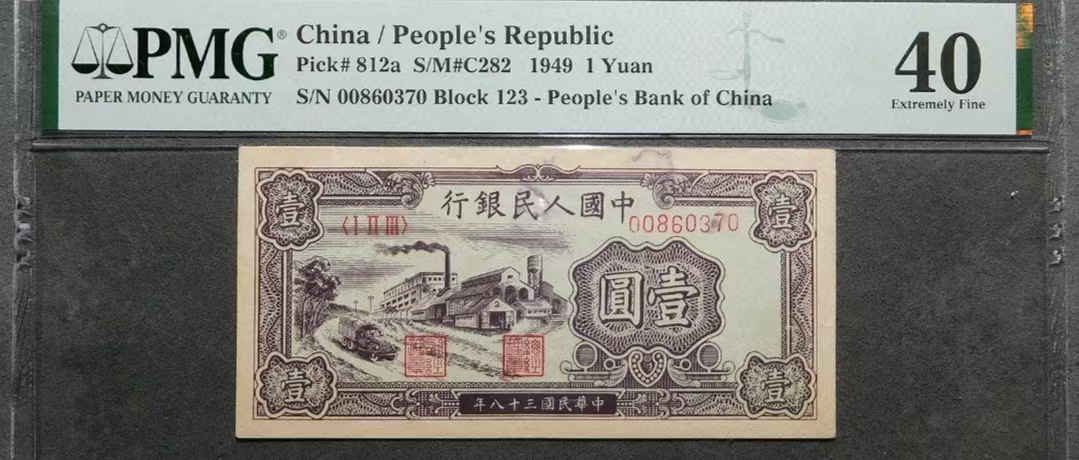 PMG
PAPER MONEY GUARANTY
China / People's Republic
Pick# 812a S/M#C282 1949 1 Yuan
S/N 00860370 Block 123 - People's Bank of China
40
Extremely Fine
行銀民人國中
〈I II III〉
00860370
壹
壹
圓壹
壹
壹
年八十三國民華中